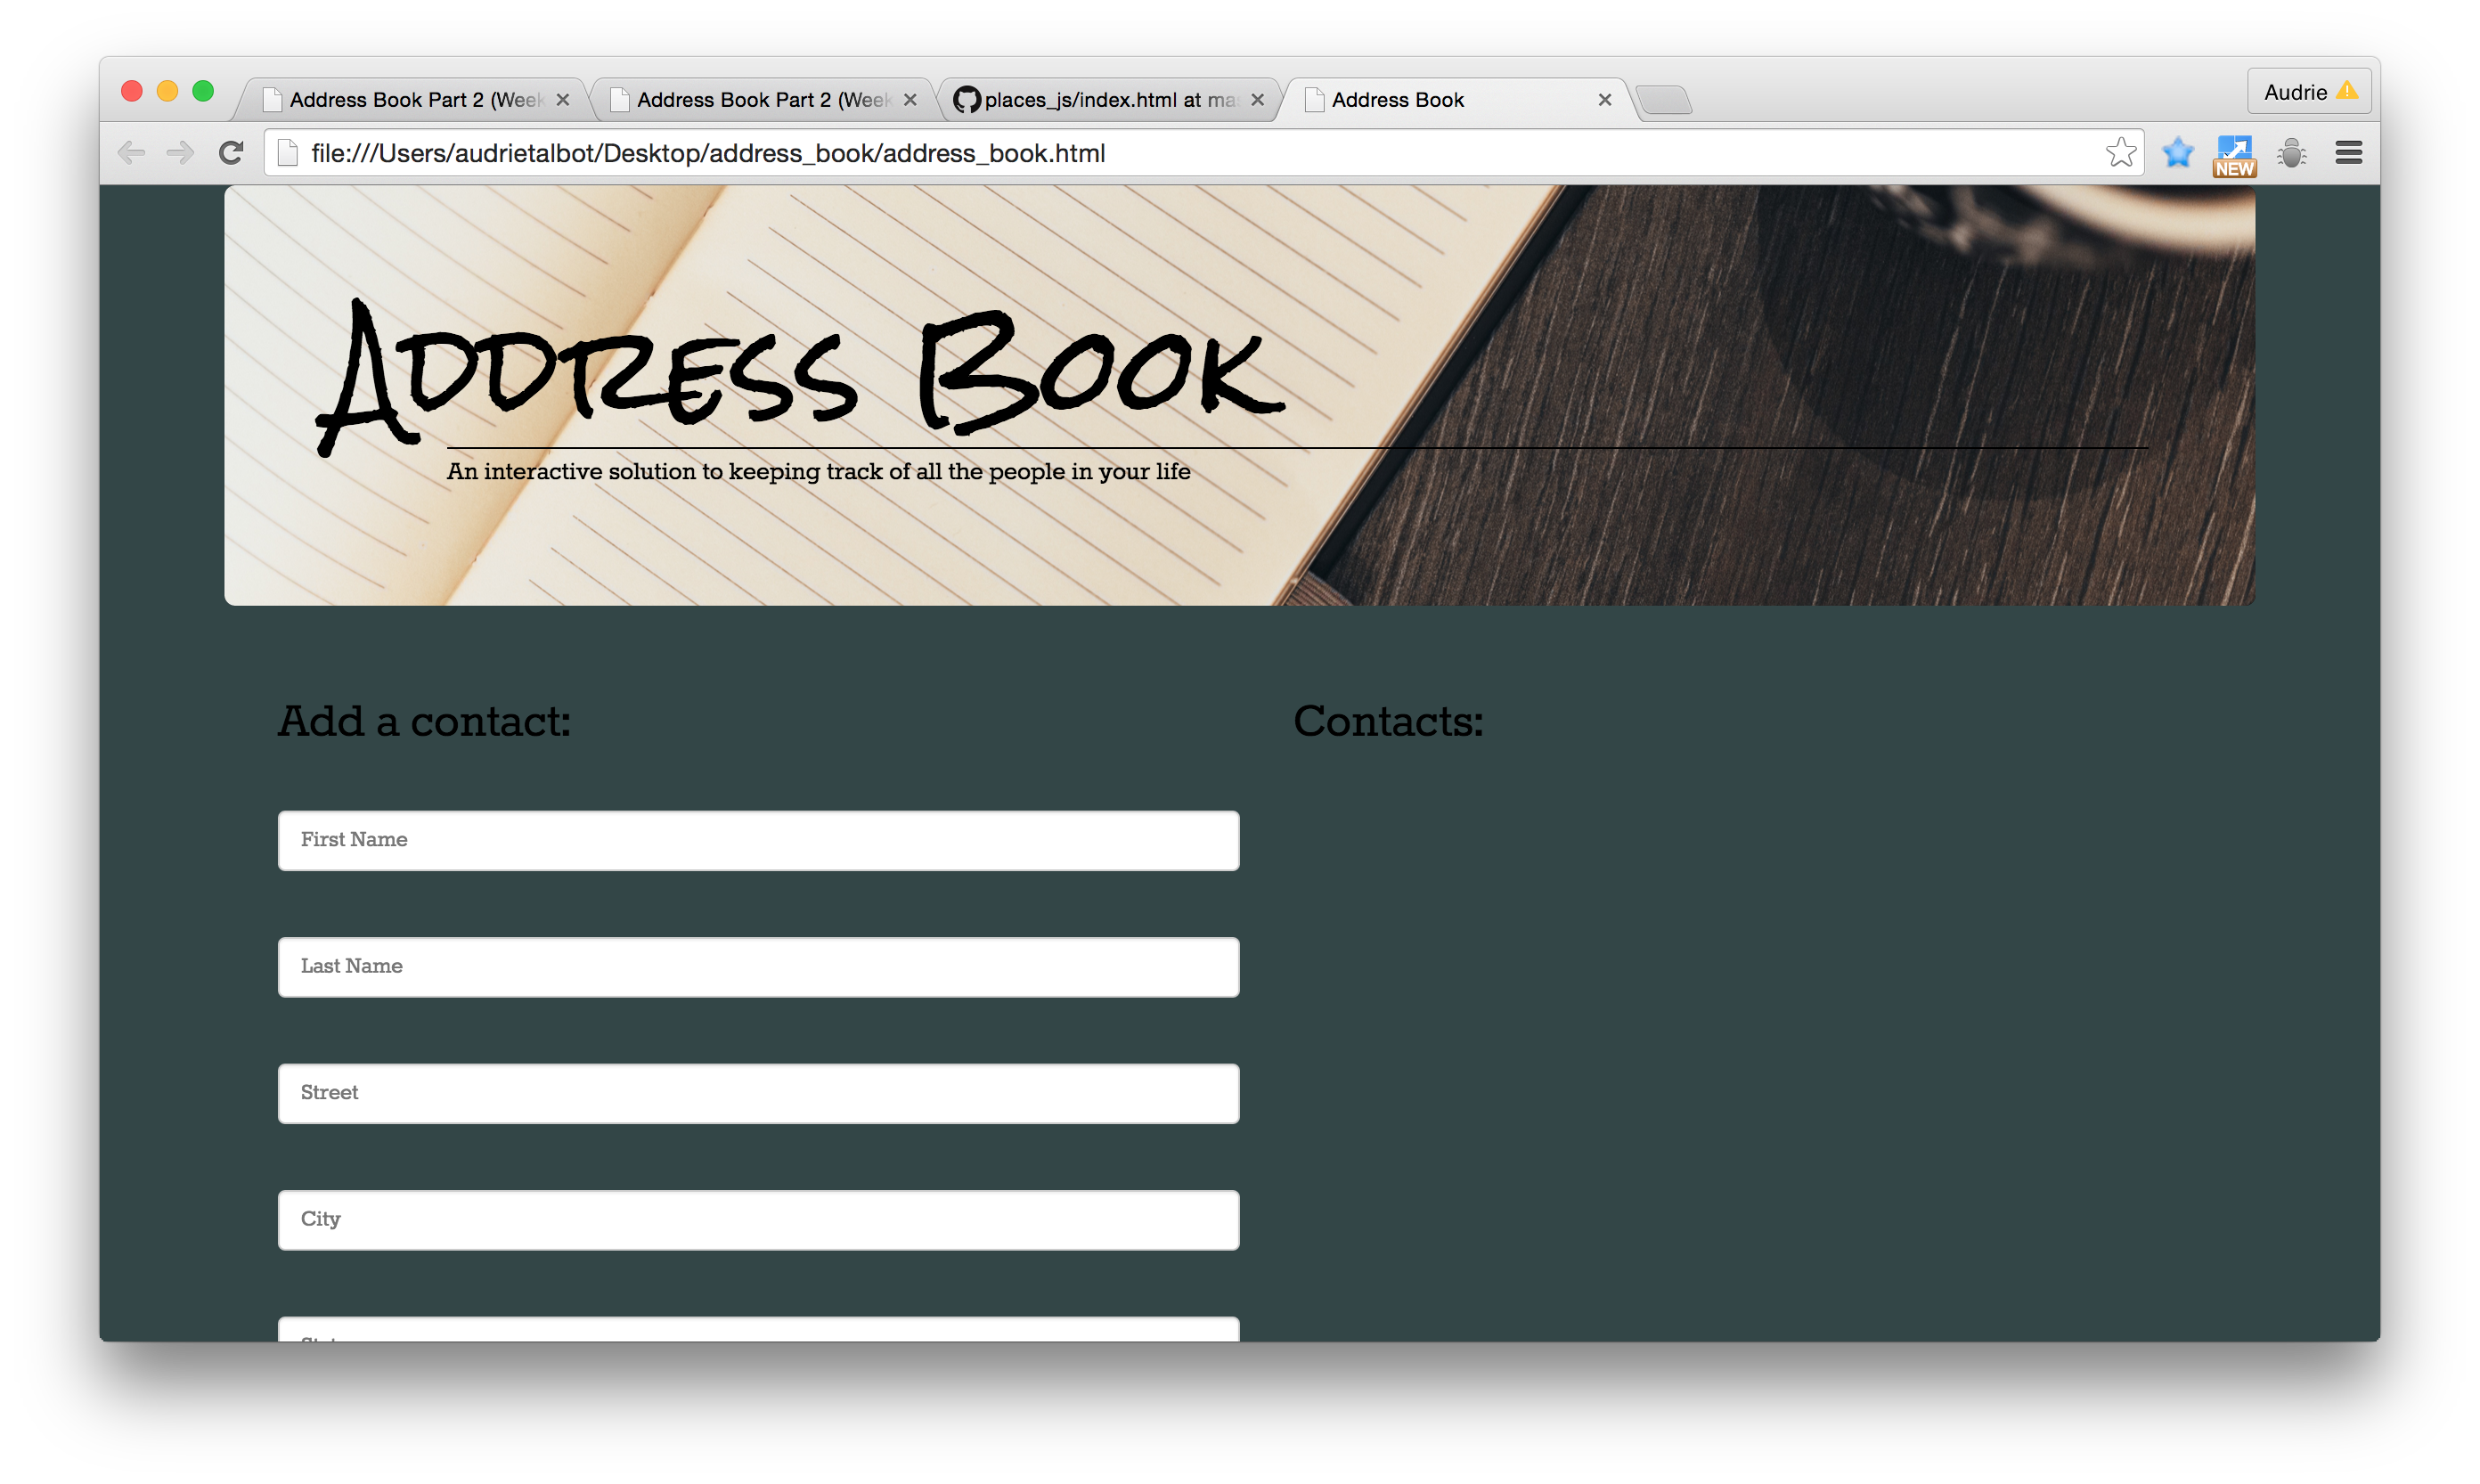 Address Book Part 2 (Week
Address Book Part 2 (Week
places_js/index.html at mas
Address Book
Audrie
file:///Users/audrietalbot/Desktop/address_book/address_book.html
NEW
Address Book
An interactive solution to keeping track of all the people in your life
Add a contact:
Contacts:
First Name
Last Name
Street
City